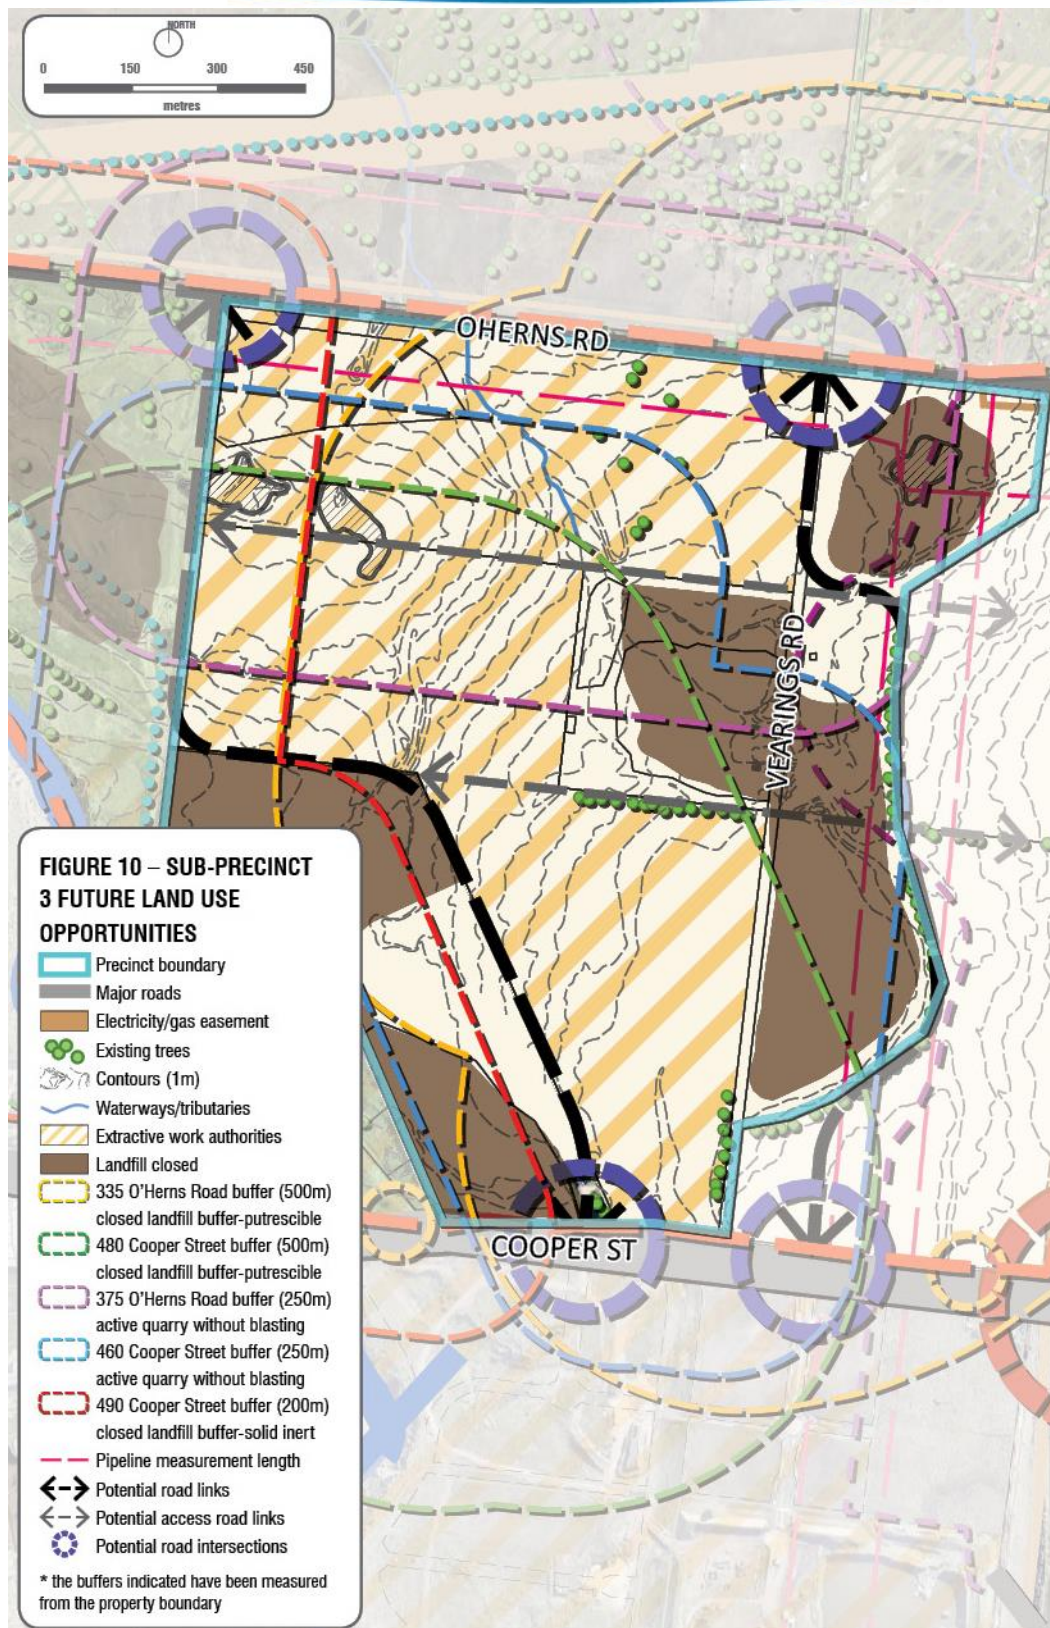 NORTH
0 150 300 450
metres
OHERNS RD
VEARINGS RD
COOPER ST
FIGURE 10 – SUB-PRECINCT
3 FUTURE LAND USE
OPPORTUNITIES
Precinct boundary
Major roads
Electricity/gas easement
Existing trees
Contours (1m)
Waterways/tributaries
Extractive work authorities
Landfill closed
335 O'Herns Road buffer (500m)
closed landfill buffer-putrescible
480 Cooper Street buffer (500m)
closed landfill buffer-putrescible
375 O'Herns Road buffer (250m)
active quarry without blasting
460 Cooper Street buffer (250m)
active quarry without blasting
490 Cooper Street buffer (200m)
closed landfill buffer-solid inert
Pipeline measurement length
Potential road links
Potential access road links
Potential road intersections
* the buffers indicated have been measured
from the property boundary